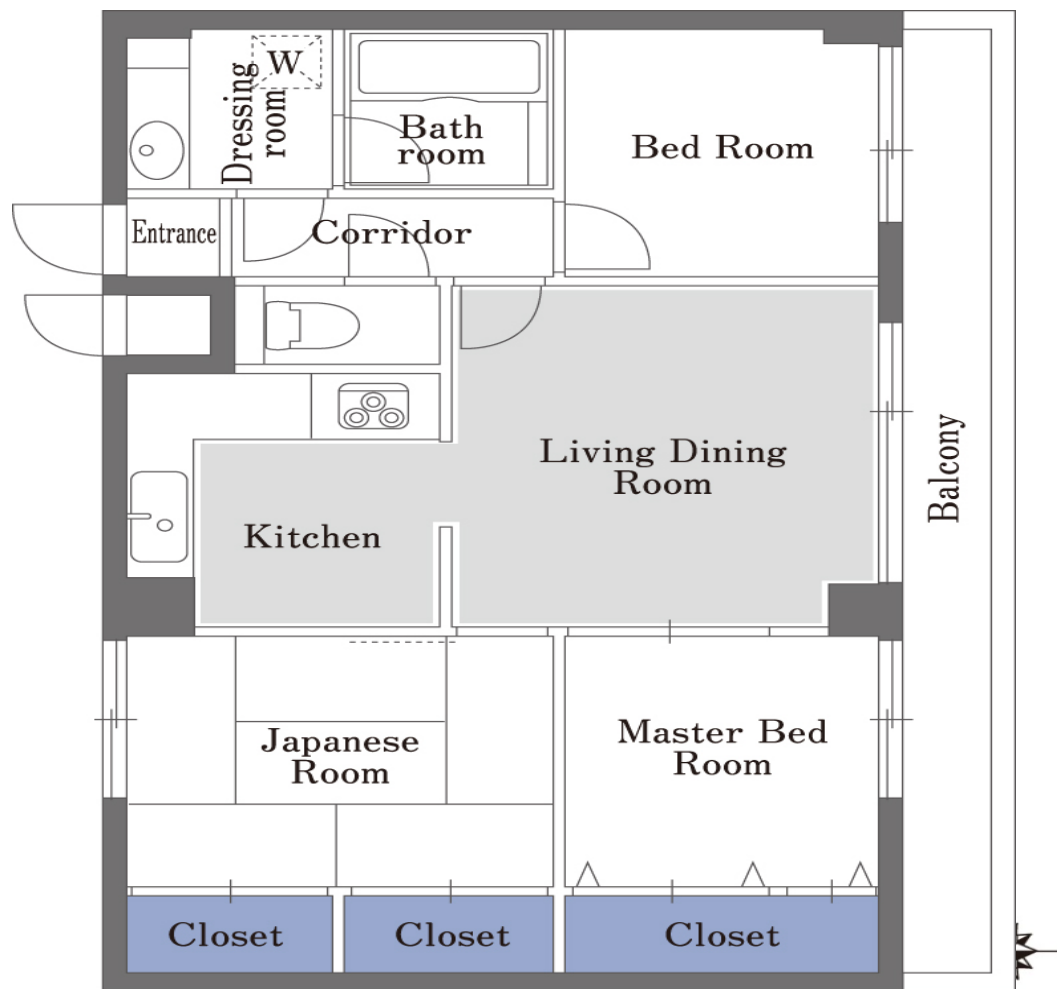 W
Dressing
room
Bath
room
Bed Room
Entrance
Corridor
Living Dining
Room
Balcony
Kitchen
Japanese
Room
Master Bed
Room
Closet
Closet
Closet